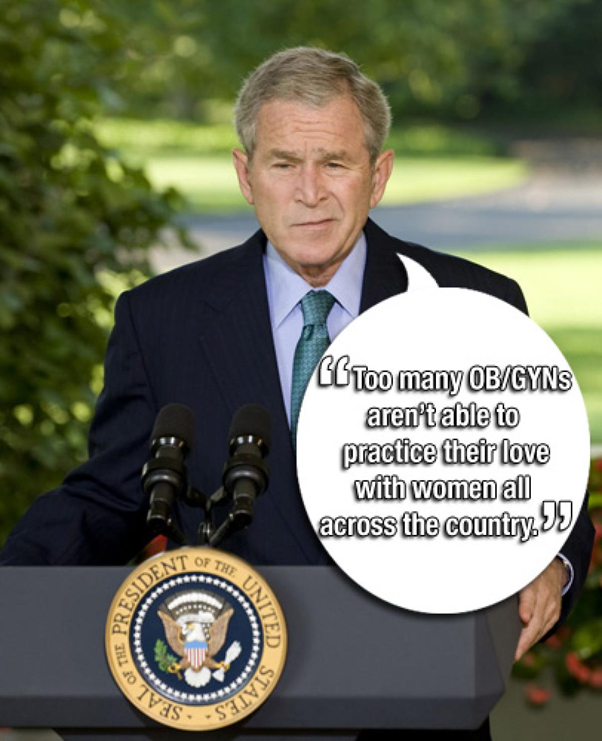 “Too many OB/GYNs
aren't able to
practice their love
with women all
across the country.”
SEAL OF THE PRESIDENT OF THE UNITED STATES